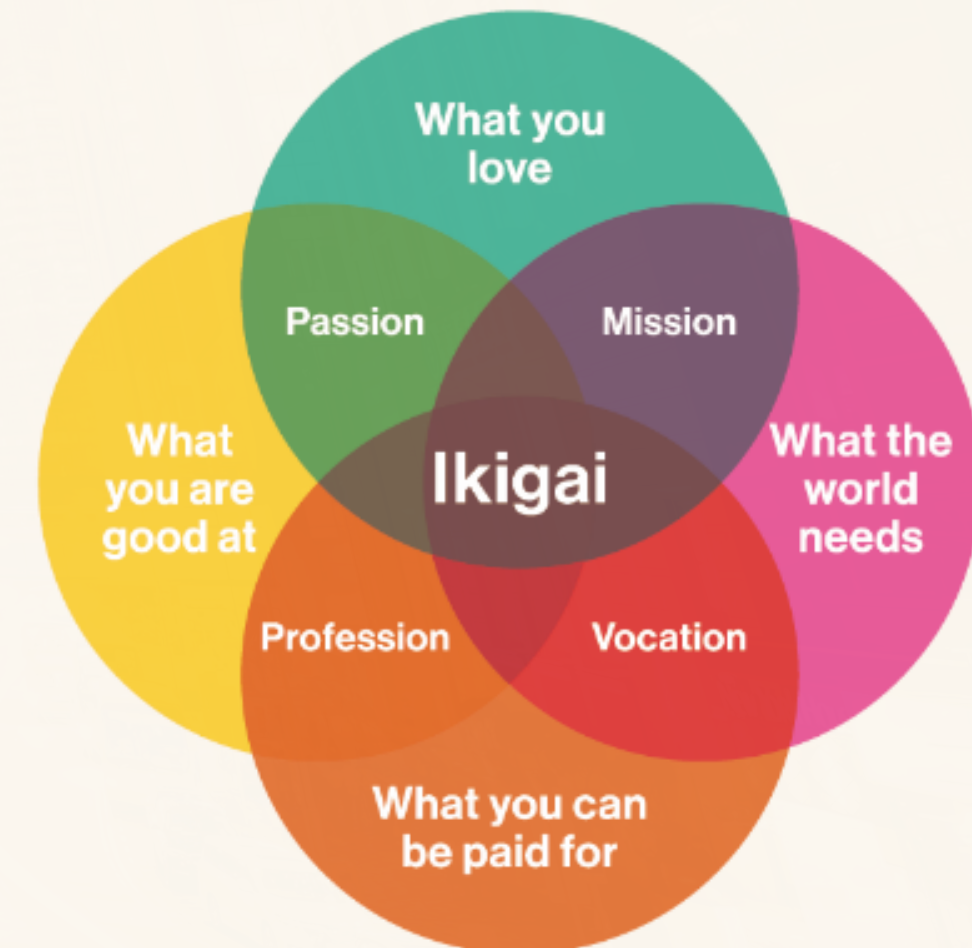 What you
love
Passion
Mission
What
you are
good at
Ikigai
What the
world
needs
Profession
Vocation
What you can
be paid for